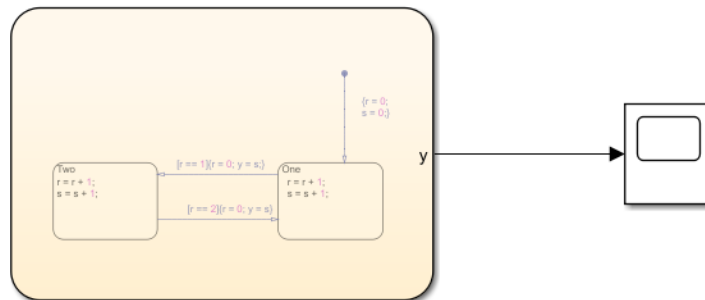 {r = 0;
s = 0;}
[r == 1]{r = 0; y = s;}
Two
r = r + 1;
s = s + 1;
One
r = r + 1;
s = s + 1;
y
[r == 2]{r = 0; y = s}